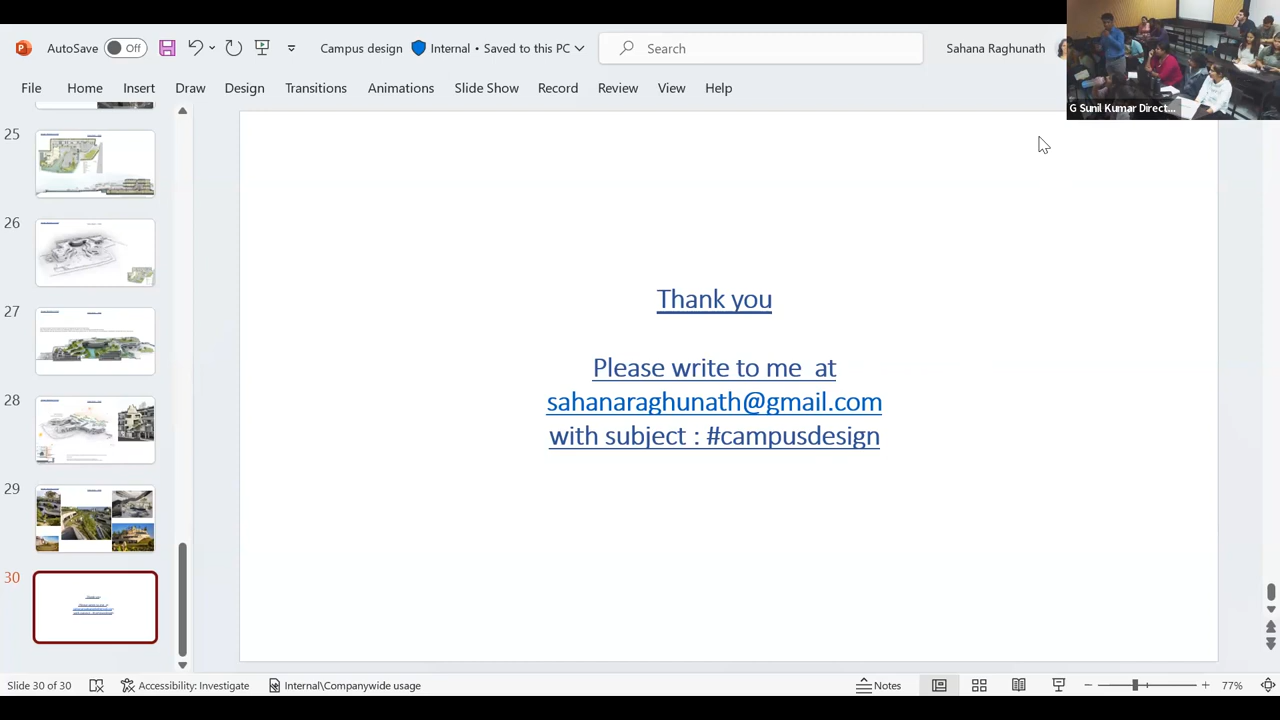 AutoSave Off Campus design Internal • Saved to this PC Search Sahana Raghunath
G Sunil Kumar Direct...
File Home Insert Draw Design Transitions Animations Slide Show Record Review View Help
25
26
27
28
29
30
Thank you
Please write to me at
sahanaraghunath@gmail.com
with subject : #campusdesign
Slide 30 of 30 Accessibility: Investigate Internal\Companywide usage Notes 77%